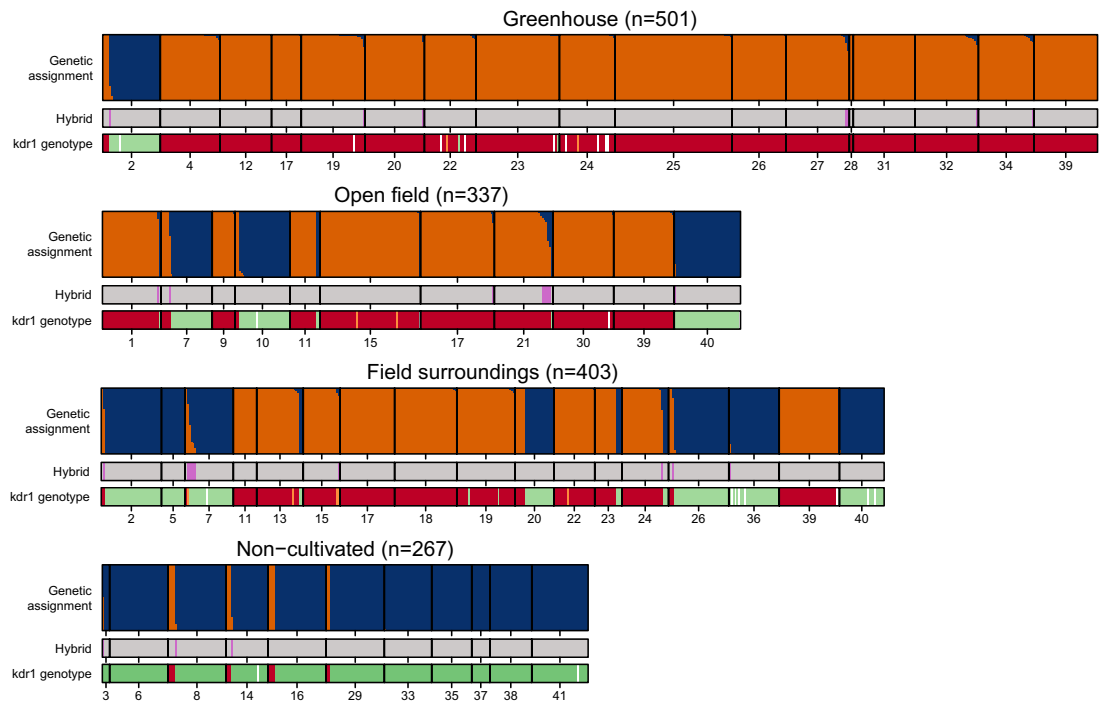 Greenhouse (n=501)
Genetic
assignment
Hybrid
kdr1 genotype
2 4 12 17 19 20 22 23 24 25 26 27 28 31 32 34 39
Open field (n=337)
Genetic
assignment
Hybrid
kdr1 genotype
1 7 9 10 11 15 17 21 30 39 40
Field surroundings (n=403)
Genetic
assignment
Hybrid
kdr1 genotype
2 5 7 11 13 15 17 18 19 20 22 23 24 26 36 39 40
Non−cultivated (n=267)
Genetic
assignment
Hybrid
kdr1 genotype
3 6 8 14 16 29 33 35 37 38 41